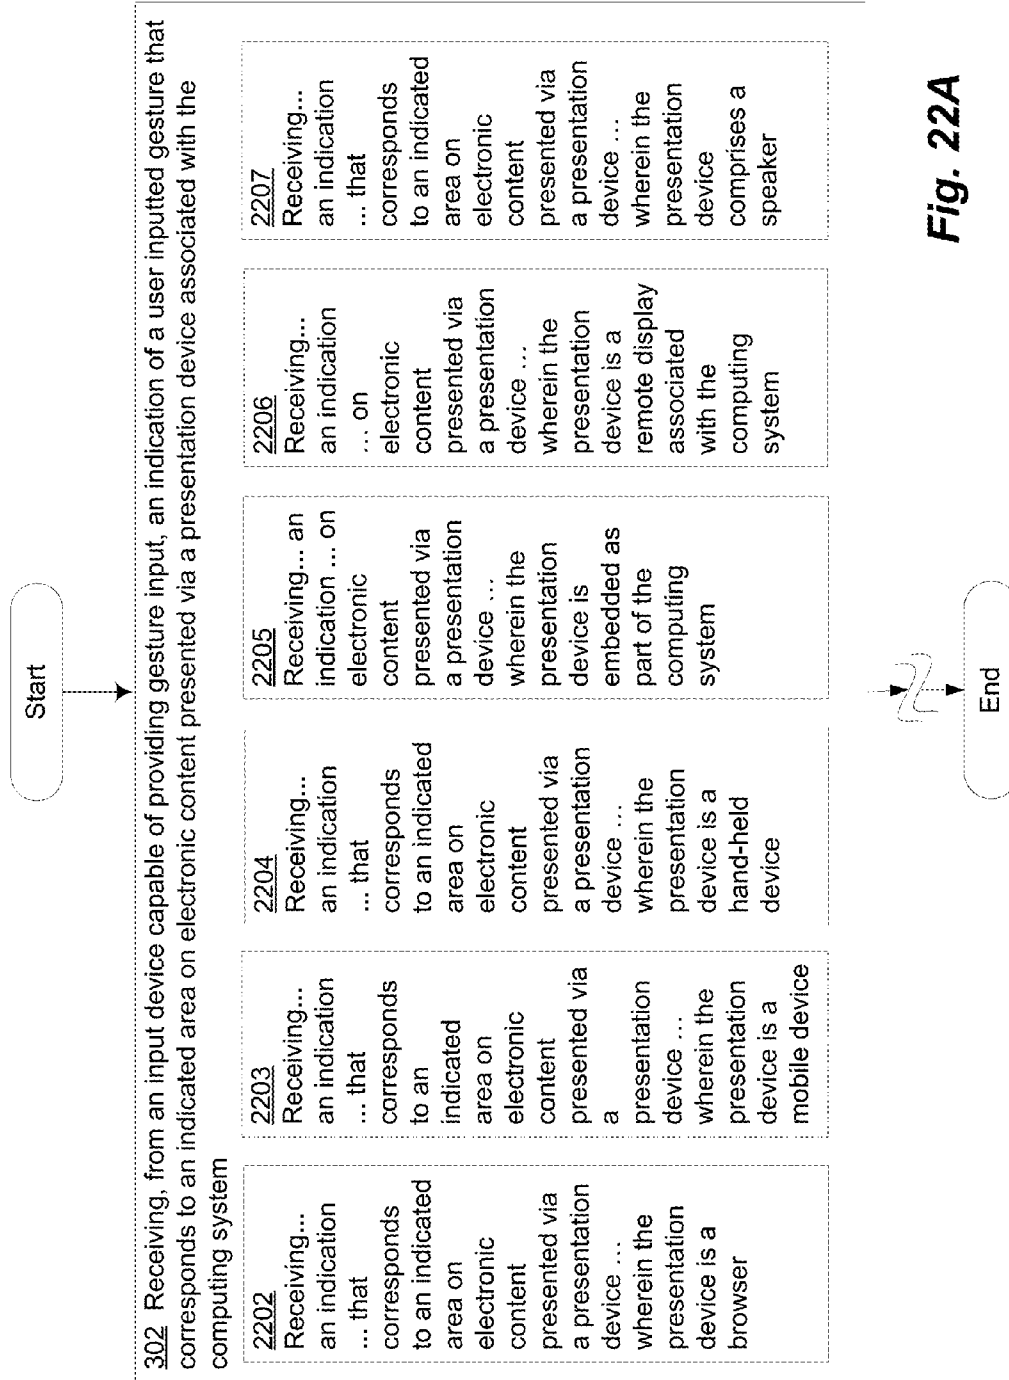 Start
302 Receiving, from an input device capable of providing gesture input, an indication of a user inputted gesture that
corresponds to an indicated area on electronic content presented via a presentation device associated with the
computing system
2202
Receiving...
an indication
... that
corresponds
to an indicated
area on
electronic
content
presented via
a presentation
device ...
wherein the
presentation
device is a
browser
2203
Receiving...
an indication
... that
corresponds
to an
indicated
area on
electronic
content
presented via
a
presentation
device ...
wherein the
presentation
device is a
mobile device
2204
Receiving...
an indication
... that
corresponds
to an indicated
area on
electronic
content
presented via
a presentation
device ...
wherein the
presentation
device is a
hand-held
device
2205
Receiving... an
indication ... on
electronic
content
presented via
a presentation
device ...
wherein the
presentation
device is
embedded as
part of the
computing
system
2206
Receiving...
an indication
... on
electronic
content
presented via
a presentation
device ...
wherein the
presentation
device is a
remote display
associated
with the
computing
system
2207
Receiving...
an indication
... that
corresponds
to an indicated
area on
electronic
content
presented via
a presentation
device ...
wherein the
presentation
device
comprises a
speaker
End
Fig. 22A